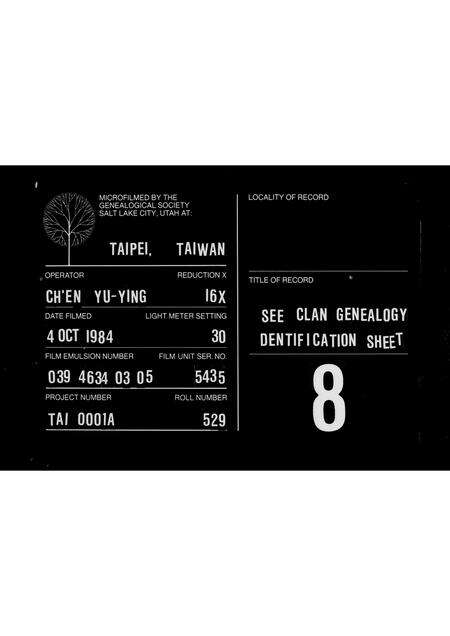 MICROFILMED BY THE
GENEALOGICAL SOCIETY
SALT LAKE CITY, UTAH AT:
TAIPEI, TAIWAN
OPERATOR REDUCTION X
CH'EN YU-YING 16X
DATE FILMED LIGHT METER SETTING
4 OCT 1984 30
FILM EMULSION NUMBER FILM UNIT SER. NO.
039 4634 03 05 5435
PROJECT NUMBER ROLL NUMBER
TAI 0001A 529
LOCALITY OF RECORD
TITLE OF RECORD
SEE CLAN GENEALOGY
DENTIFICATION SHEET
8